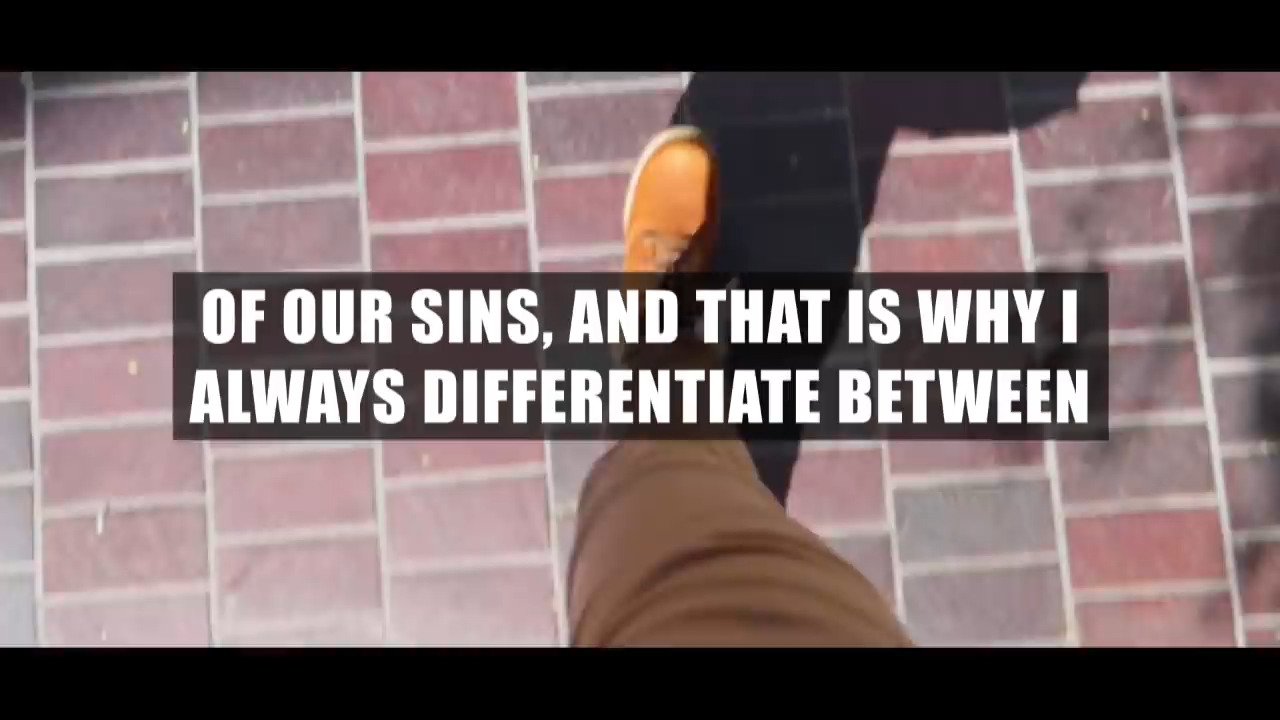 OF OUR SINS, AND THAT IS WHY I
ALWAYS DIFFERENTIATE BETWEEN